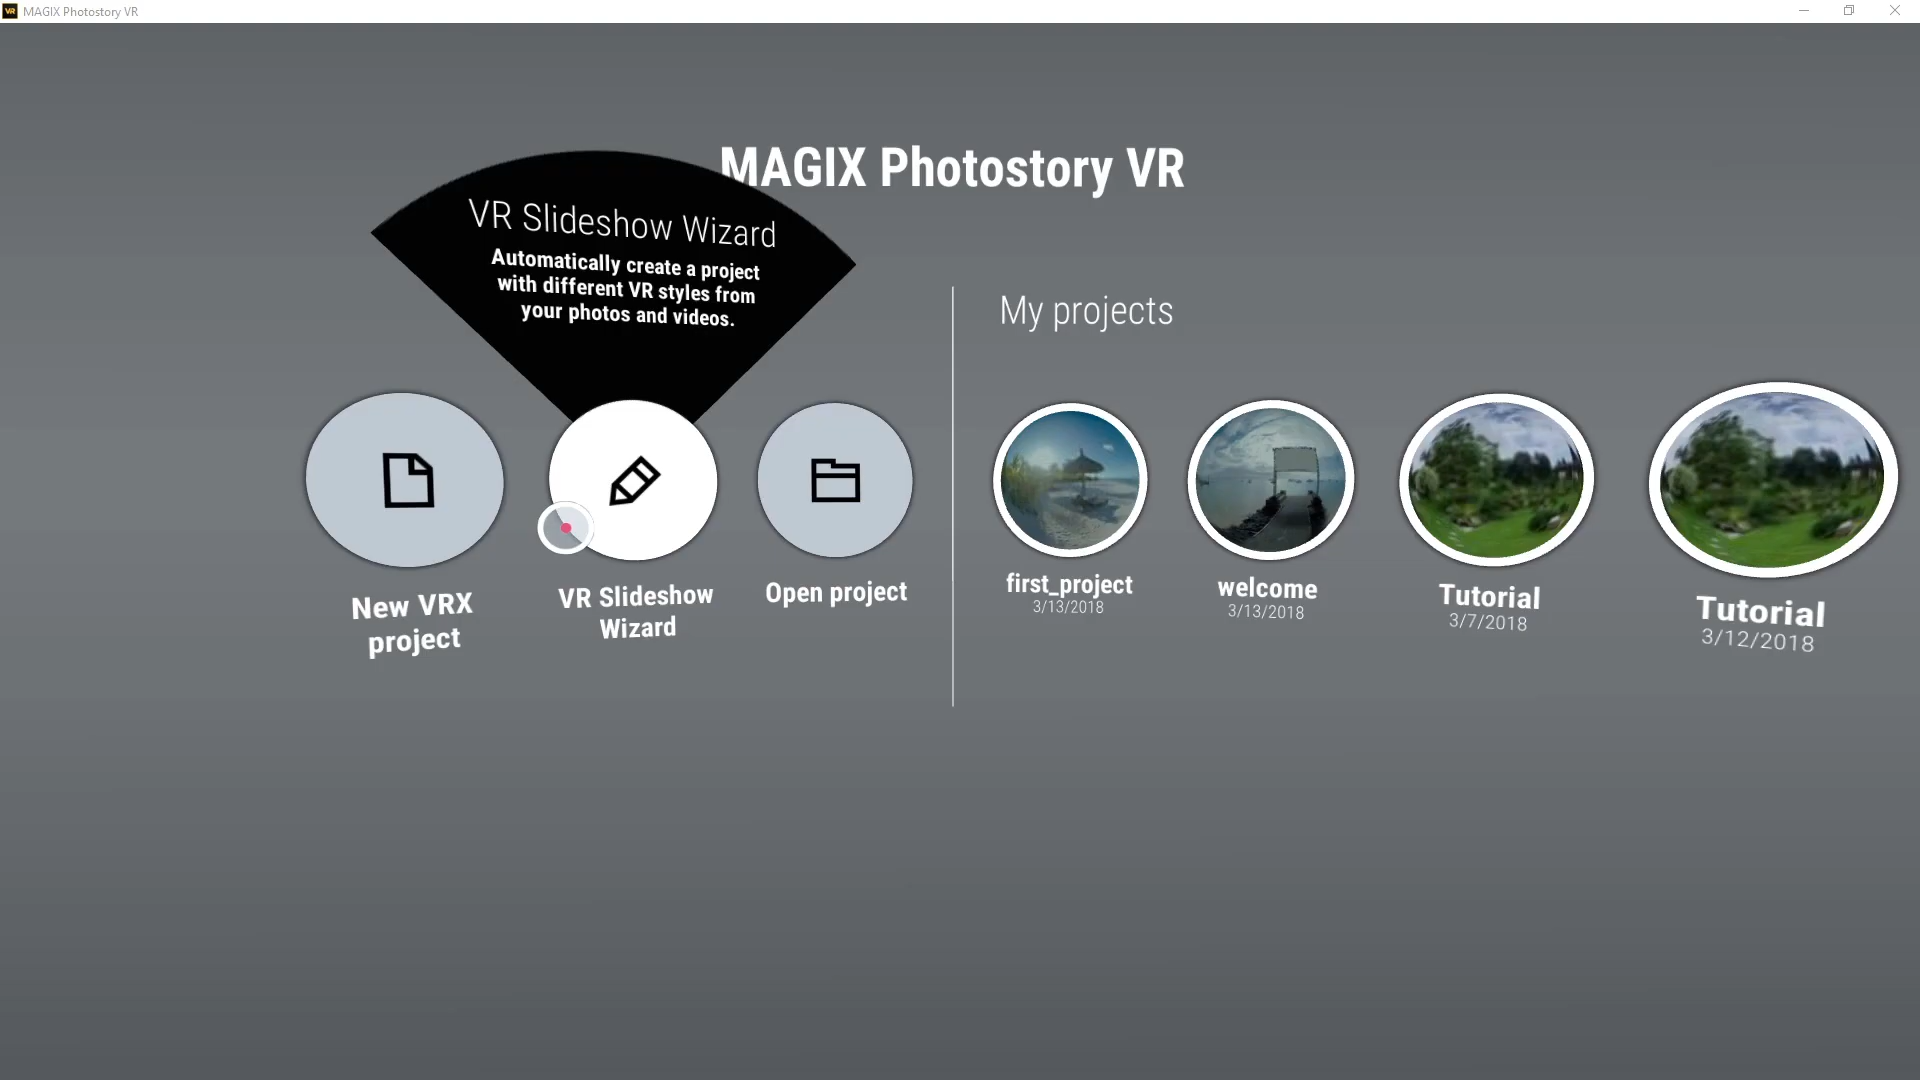 VR MAGIX Photostory VR
MAGIX Photostory VR
VR Slideshow Wizard
Automatically create a project
with different VR styles from
your photos and videos.
New VRX
project
VR Slideshow
Wizard
Open project
My projects
first_project
3/13/2018
welcome
3/13/2018
Tutorial
3/7/2018
Tutorial
3/12/2018